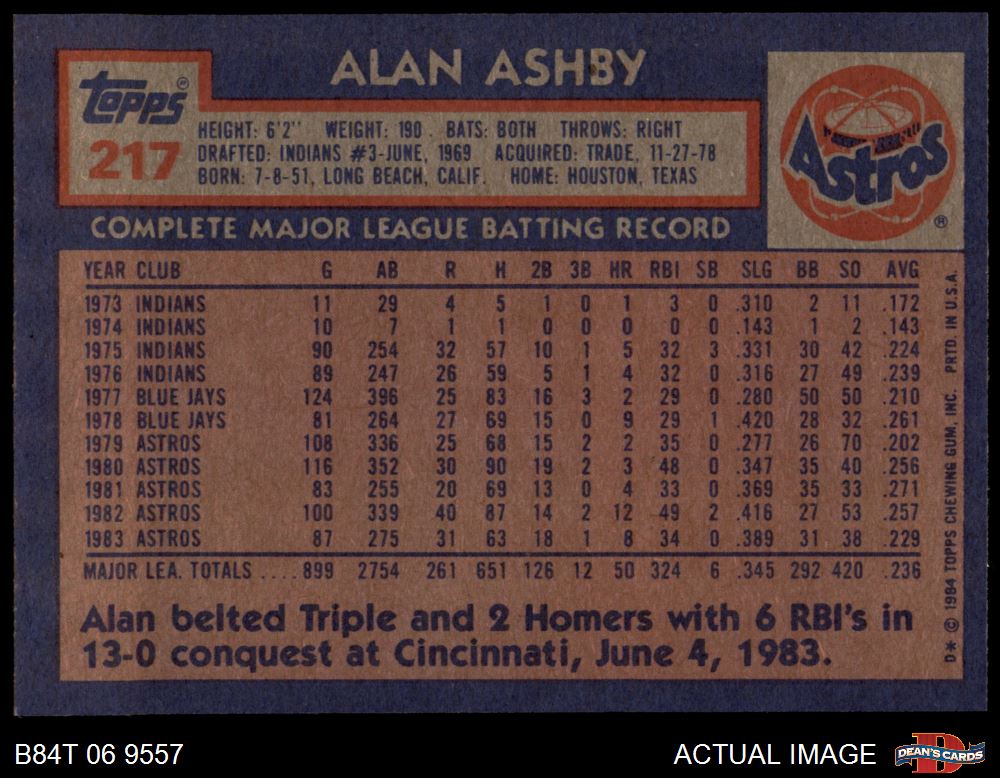 ALAN ASHBY
topps®
217
HEIGHT: 6'2" WEIGHT: 190. BATS: BOTH THROWS: RIGHT
DRAFTED: INDIANS #3-JUNE, 1969 ACQUIRED: TRADE, 11-27-78
BORN: 7-8-51, LONG BEACH, CALIF. HOME: HOUSTON, TEXAS
Astros
®
COMPLETE MAJOR LEAGUE BATTING RECORD
YEAR CLUB G AB R H 2B 3B HR RBI SB SLG BB SO AVG
1973 INDIANS 11 29 4 5 1 0 1 3 0 .310 2 11 .172
1974 INDIANS 10 7 1 1 0 0 0 0 0 .143 1 2 .143
1975 INDIANS 90 254 32 57 10 1 5 32 3 .331 30 42 .224
1976 INDIANS 89 247 26 59 5 1 4 32 0 .316 27 49 .239
1977 BLUE JAYS 124 396 25 83 16 3 2 29 0 .280 50 50 .210
1978 BLUE JAYS 81 264 27 69 15 0 9 29 1 .420 28 32 .261
1979 ASTROS 108 336 25 68 15 2 2 35 0 .277 26 70 .202
1980 ASTROS 116 352 30 90 19 2 3 48 0 .347 35 40 .256
1981 ASTROS 83 255 20 69 13 0 4 33 0 .369 35 33 .271
1982 ASTROS 100 339 40 87 14 2 12 49 2 .416 27 53 .257
1983 ASTROS 87 275 31 63 18 1 8 34 0 .389 31 38 .229
MAJOR LEA. TOTALS ....899 2754 261 651 126 12 50 324 6 .345 292 420 .236
Alan belted Triple and 2 Homers with 6 RBI's in
13-0 conquest at Cincinnati, June 4, 1983.
D* © 1984 TOPPS CHEWING GUM, INC. PRTD. IN U.S.A.
B84T 06 9557
ACTUAL IMAGE
DEAN'S CARDS